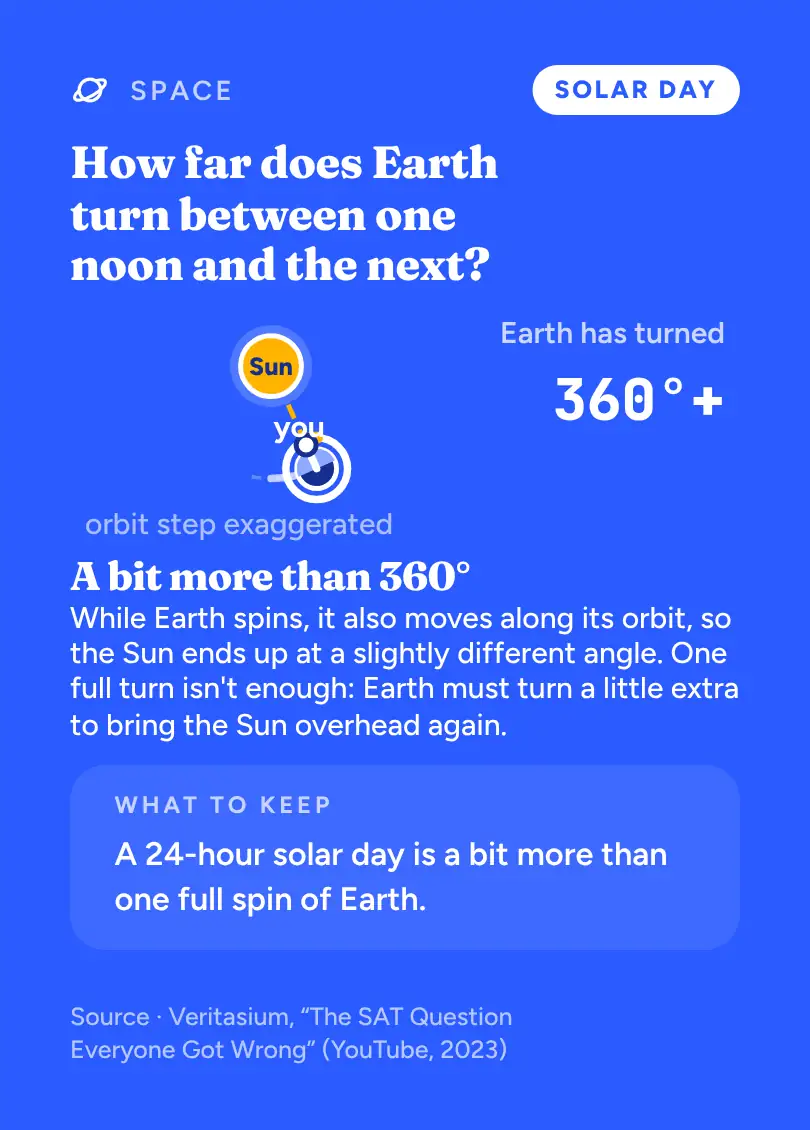 SPACE
SOLAR DAY
How far does Earth
turn between one
noon and the next?
Earth has turned
360°+
Sun
you
orbit step exaggerated
A bit more than 360°
While Earth spins, it also moves along its orbit, so
the Sun ends up at a slightly different angle. One
full turn isn't enough: Earth must turn a little extra
to bring the Sun overhead again.
WHAT TO KEEP
A 24-hour solar day is a bit more than
one full spin of Earth.
Source · Veritasium, “The SAT Question
Everyone Got Wrong” (YouTube, 2023)